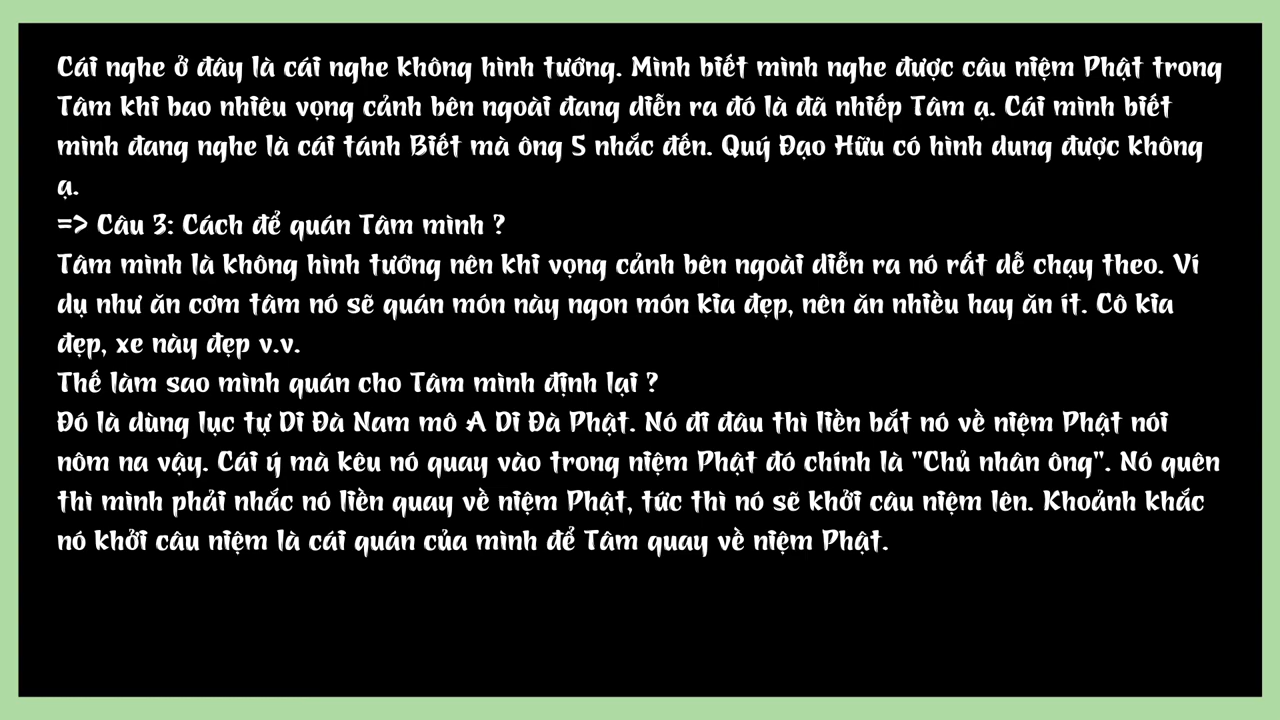 Cái nghe ở đây là cái nghe không hình tướng. Mình biết mình nghe được câu niệm Phật trong
Tâm khi bao nhiêu vọng cảnh bên ngoài đang diễn ra đó là đã nhiếp Tâm ạ. Cái mình biết
mình đang nghe là cái tánh Biết mà ông S nhắc đến. Quý Đạo Hữu có hình dung được không
ạ.
=> Câu 3: Cách để quán Tâm mình ?
Tâm mình là không hình tướng nên khi vọng cảnh bên ngoài diễn ra nó rất dễ chạy theo. Ví
dụ như ăn cơm tâm nó sẽ quán món này ngon món kia đẹp, nên ăn nhiều hay ăn ít. Cô kia
đẹp, xe này đẹp v.v.
Thế làm sao mình quán cho Tâm mình định lại ?
Đó là dùng lục tự Di Đà Nam mô A Di Đà Phật. Nó đi đâu thì liền bắt nó về niệm Phật nói
nôm na vậy. Cái ý mà kêu nó quay vào trong niệm Phật đó chính là "Chủ nhân ông". Nó quên
thì mình phải nhắc nó liền quay về niệm Phật, tức thì nó sẽ khởi câu niệm lên. Khoảnh khắc
nó khởi câu niệm là cái quán của mình để Tâm quay về niệm Phật.